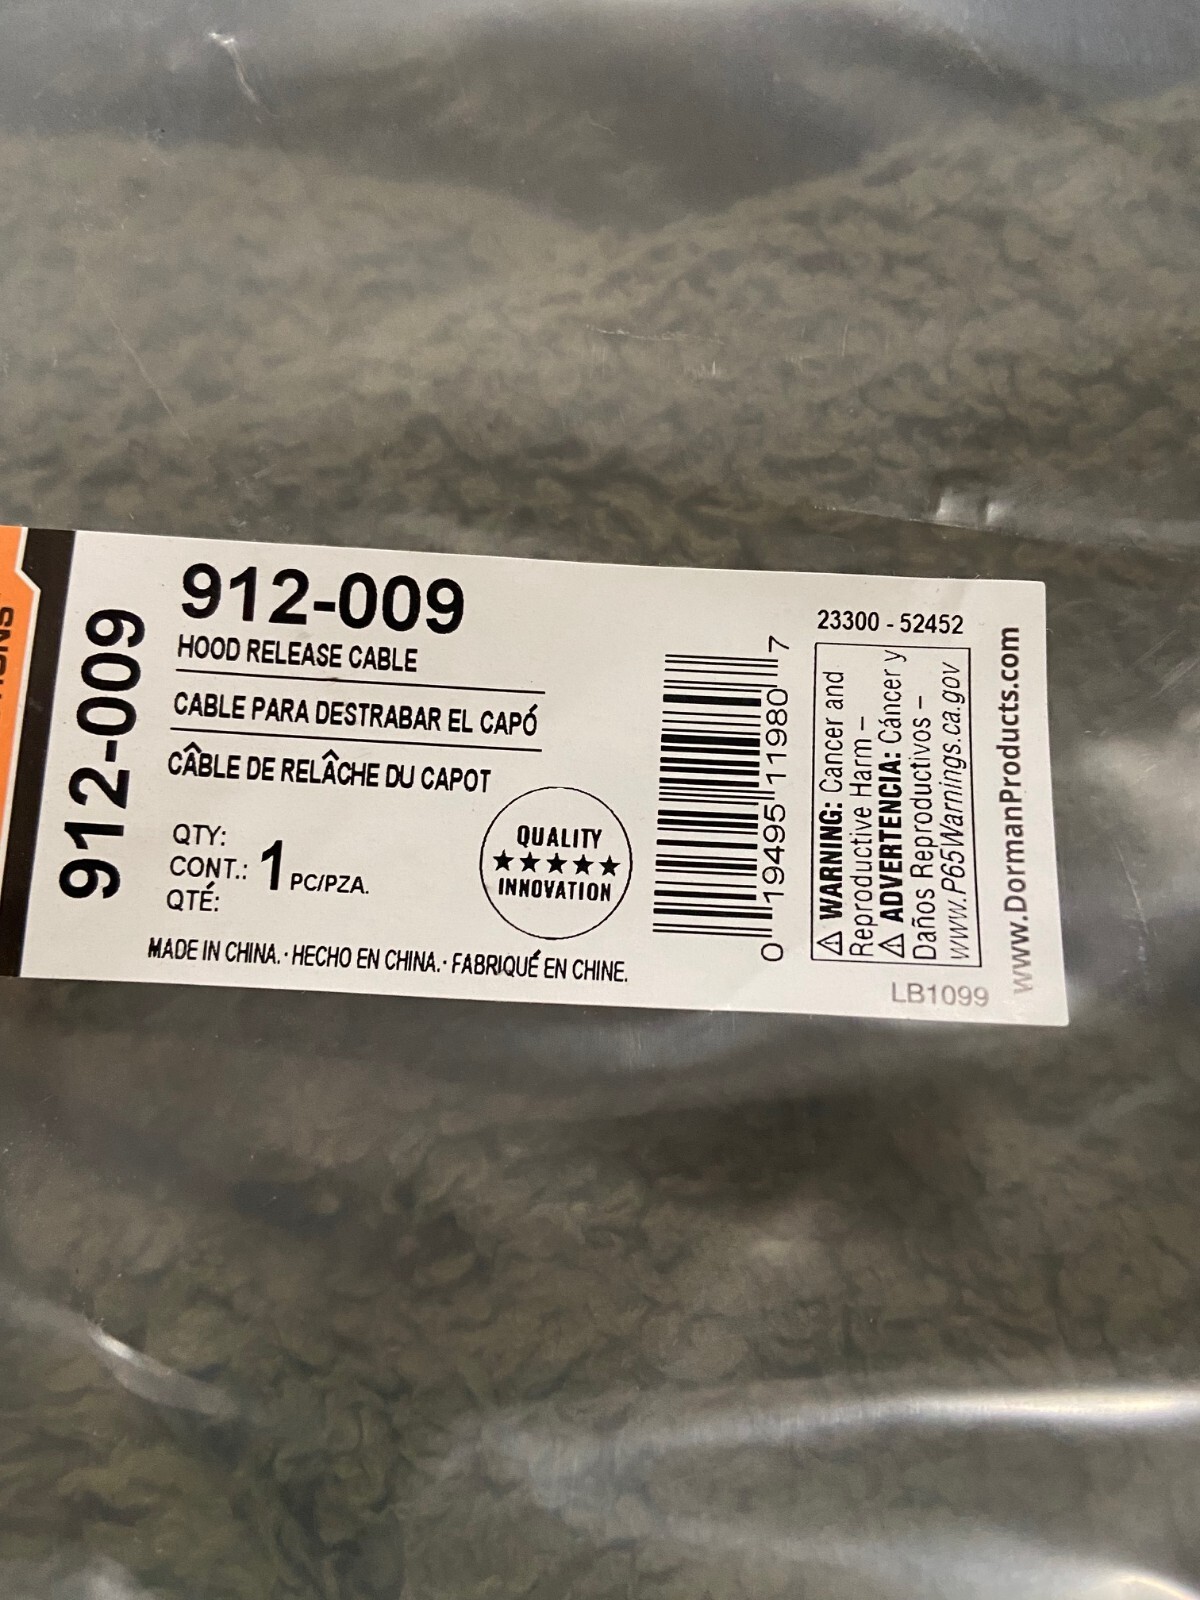 912-009
912-009
HOOD RELEASE CABLE
CABLE PARA DESTRABAR EL CAPÓ
CÂBLE DE RELÂCHE DU CAPOT
QTY:
CONT.: 1 PC/PZA.
QTÉ:
QUALITY
★★★★★
INNOVATION
MADE IN CHINA. · HECHO EN CHINA. · FABRIQUÉ EN CHINE.
0 19495 11980 7
23300 - 52452
⚠ WARNING: Cancer and
Reproductive Harm –
⚠ ADVERTENCIA: Cáncer y
Daños Reproductivos –
www.P65Warnings.ca.gov
LB1099
www.DormanProducts.com